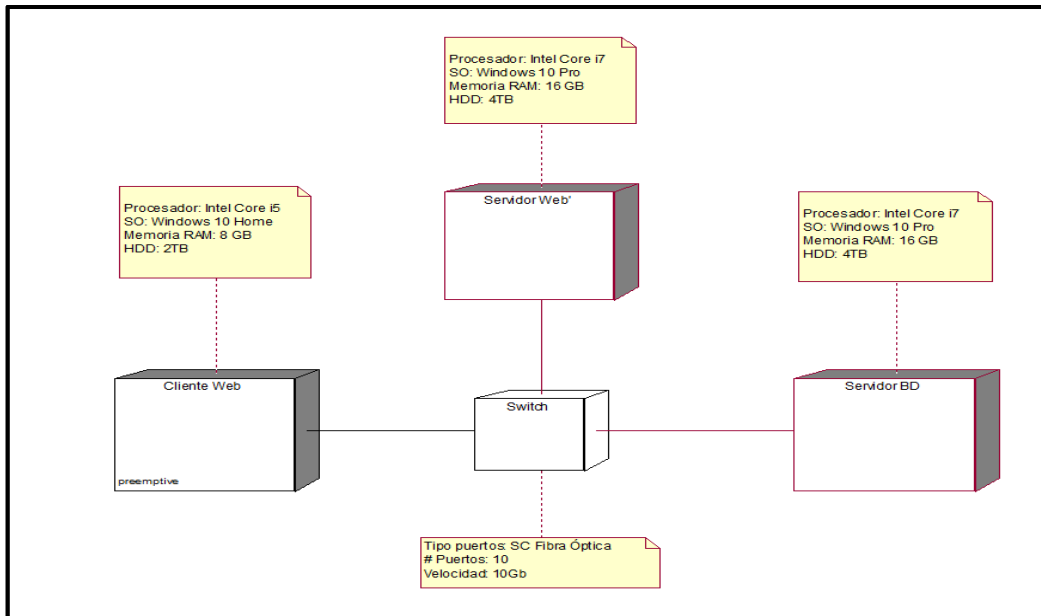 Procesador: Intel Core i7
SO: Windows 10 Pro
Memoria RAM: 16 GB
HDD: 4TB
Servidor Web'
Procesador: Intel Core i5
SO: Windows 10 Home
Memoria RAM: 8 GB
HDD: 2TB
Procesador: Intel Core i7
SO: Windows 10 Pro
Memoria RAM: 16 GB
HDD: 4TB
Cliente Web
preemptive
Switch
Servidor BD
Tipo puertos: SC Fibra Óptica
# Puertos: 10
Velocidad: 10Gb